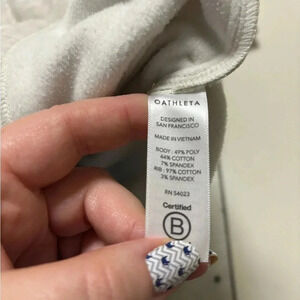 OATHLETA
DESIGNED IN
SAN FRANCISCO
MADE IN VIETNAM
BODY : 49% POLY
44% COTTON
7% SPANDEX
RIB : 97% COTTON
3% SPANDEX
RN 54023
Certified
B